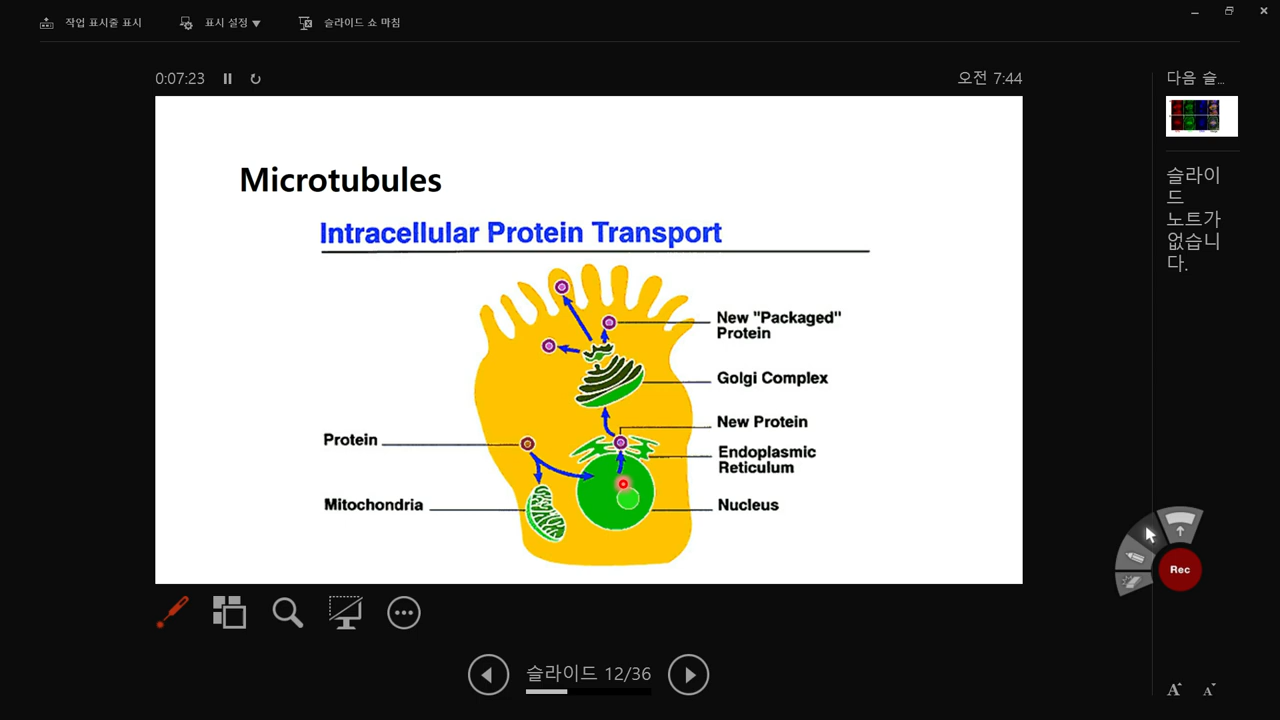 작업 표시줄 표시
표시 설정 ▼
슬라이드 쇼 마침
0:07:23
오전 7:44
다음 슬...
Microtubules
Intracellular Protein Transport
New "Packaged"
Protein
Golgi Complex
New Protein
Endoplasmic
Reticulum
Nucleus
Protein
Mitochondria
슬라이
드
노트가
없습니
다.
Rec
슬라이드 12/36
A
A